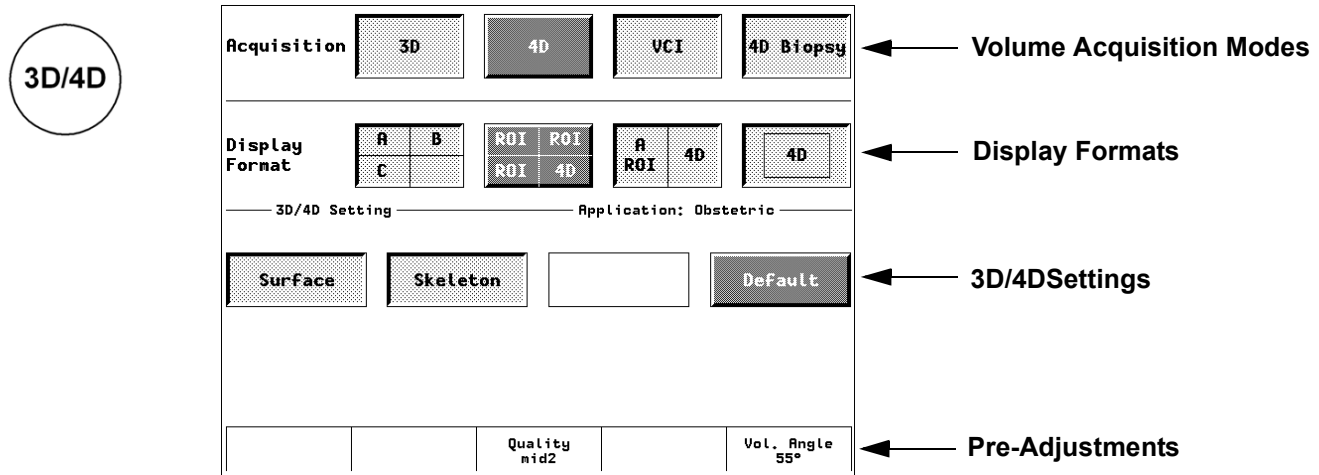 3D/4D
Acquisition 3D 4D VCI 4D Biopsy Volume Acquisition Modes
Display Format A B C ROI ROI ROI 4D A ROI 4D 4D Display Formats
3D/4D Setting Application: Obstetric
Surface Skeleton Default 3D/4DSettings
Quality mid2 Vol. Angle 55° Pre-Adjustments